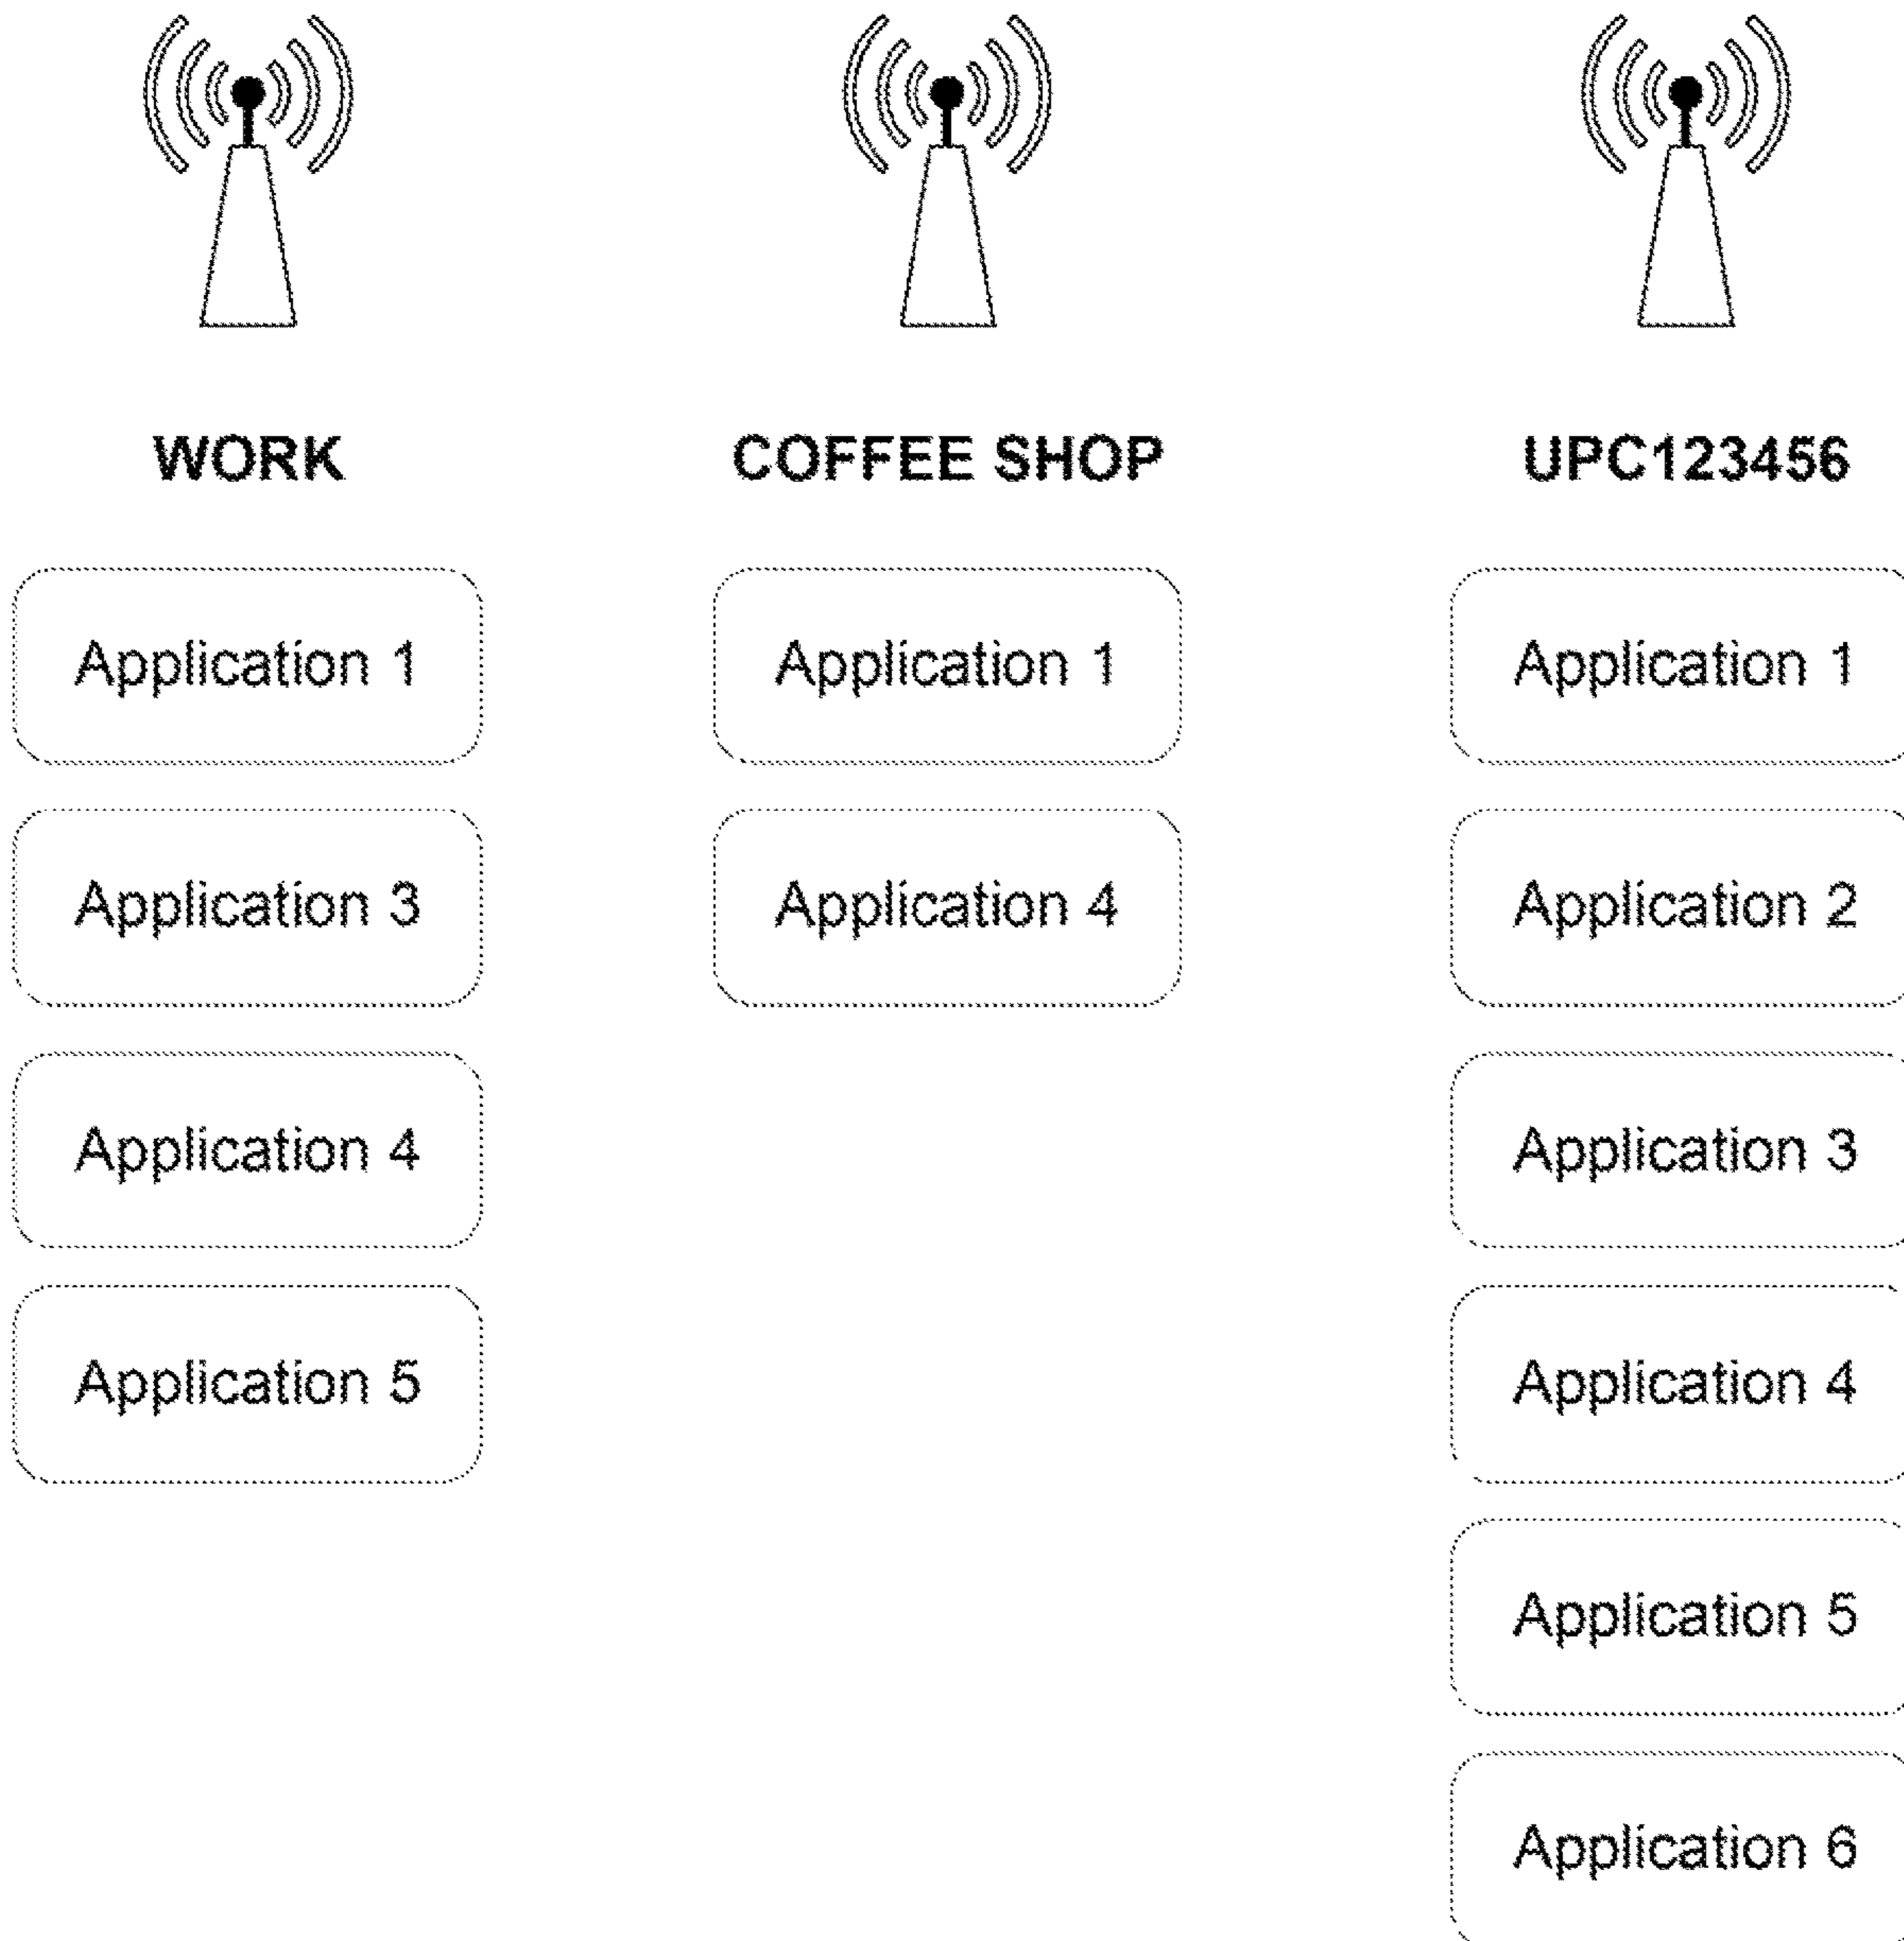 WORK
Application 1
Application 3
Application 4
Application 5
COFFEE SHOP
Application 1
Application 4
UPC123456
Application 1
Application 2
Application 3
Application 4
Application 5
Application 6